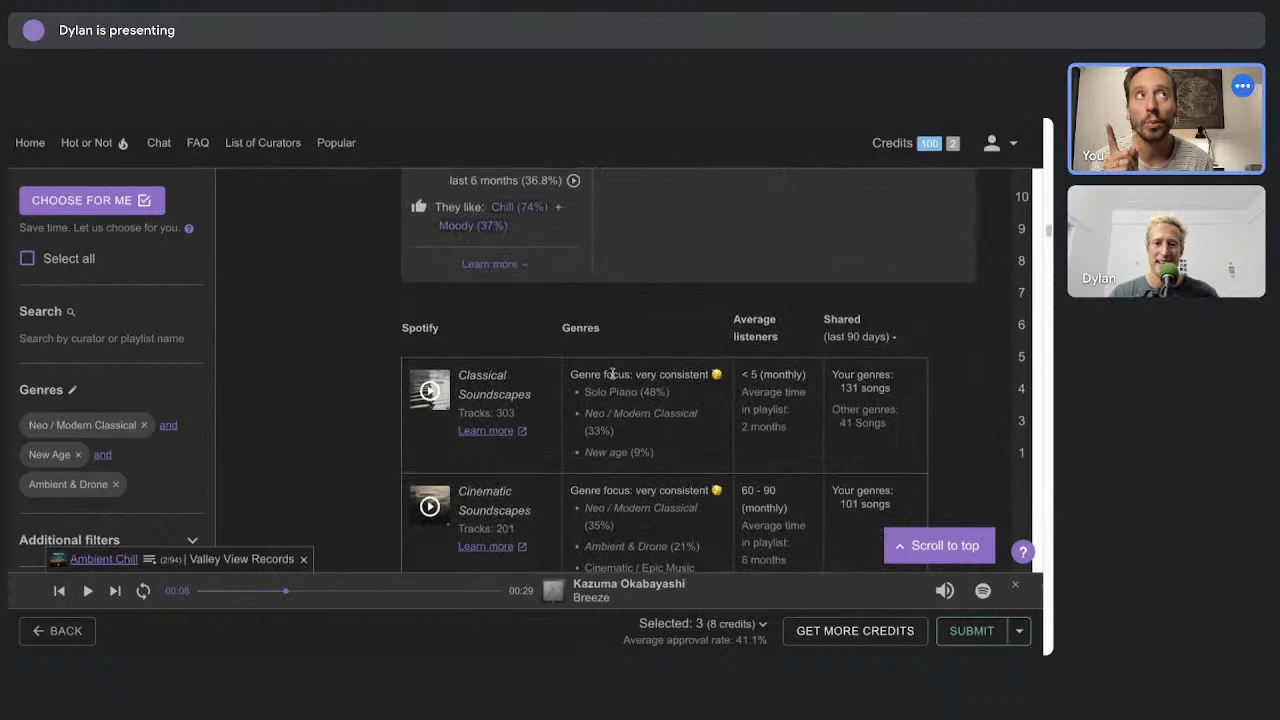 Dylan is presenting
Home Hot or Not Chat FAQ List of Curators Popular
Credits 100 2
CHOOSE FOR ME
Save time. Let us choose for you. ?
Select all
Search
Search by curator or playlist name
Genres
Neo / Modern Classical × and
New Age × and
Ambient & Drone ×
Additional filters
last 6 months (36.8%)
They like: Chill (74%) +
Moody (37%)
Learn more
Spotify Genres Average listeners Shared (last 90 days)
Classical
Soundscapes
Tracks: 303
Learn more
Genre focus: very consistent
• Solo Piano (48%)
• Neo / Modern Classical
(33%)
• New age (9%)
< 5 (monthly)
Average time
in playlist:
2 months
Your genres:
131 songs
Other genres:
41 Songs
Cinematic
Soundscapes
Tracks: 201
Learn more
Genre focus: very consistent
• Neo / Modern Classical
(35%)
• Ambient & Drone (21%)
• Cinematic / Epic Music
60 - 90
(monthly)
Average time
in playlist:
6 months
Your genres:
101 songs
10
9
8
7
6
5
4
3
1
Scroll to top
?
Ambient Chill (2/94) | Valley View Records ×
00:08
00:29
Kazuma Okabayashi
Breeze
BACK
Selected: 3 (8 credits)
Average approval rate: 41.1%
GET MORE CREDITS
SUBMIT
You
Dylan